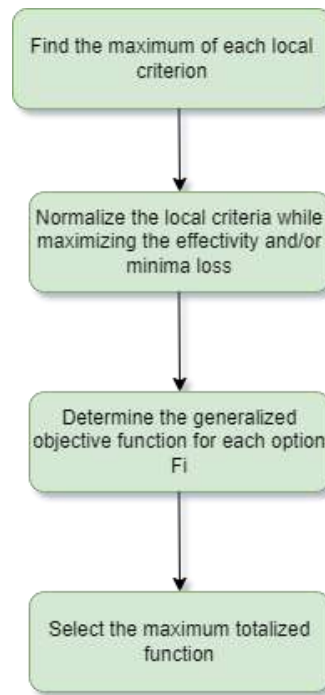 Find the maximum of each local
criterion
Normalize the local criteria while
maximizing the effectivity and/or
minima loss
Determine the generalized
objective function for each option
Fi
Select the maximum totalized
function